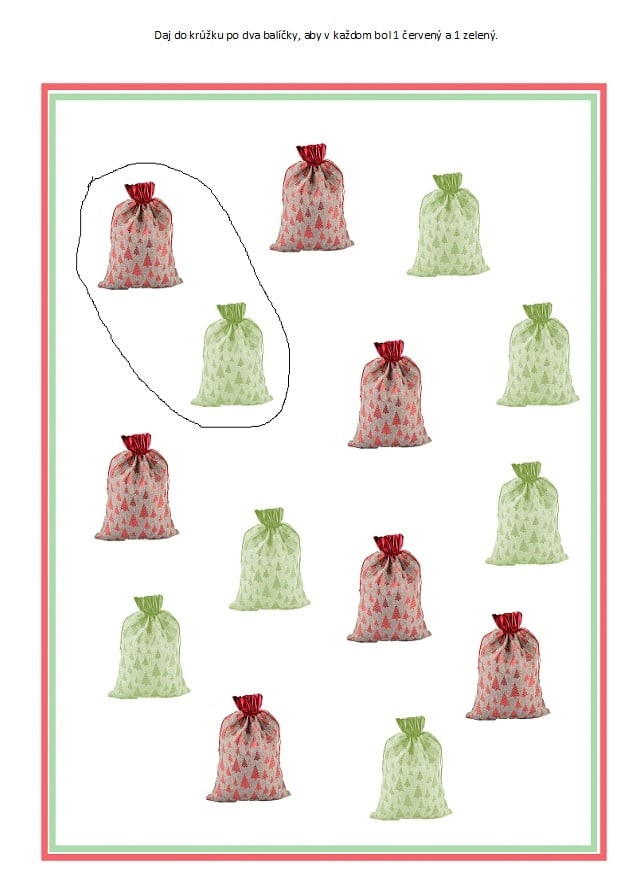 Daj do krúžku po dva balíčky, aby v každom bol 1 červený a 1 zelený.